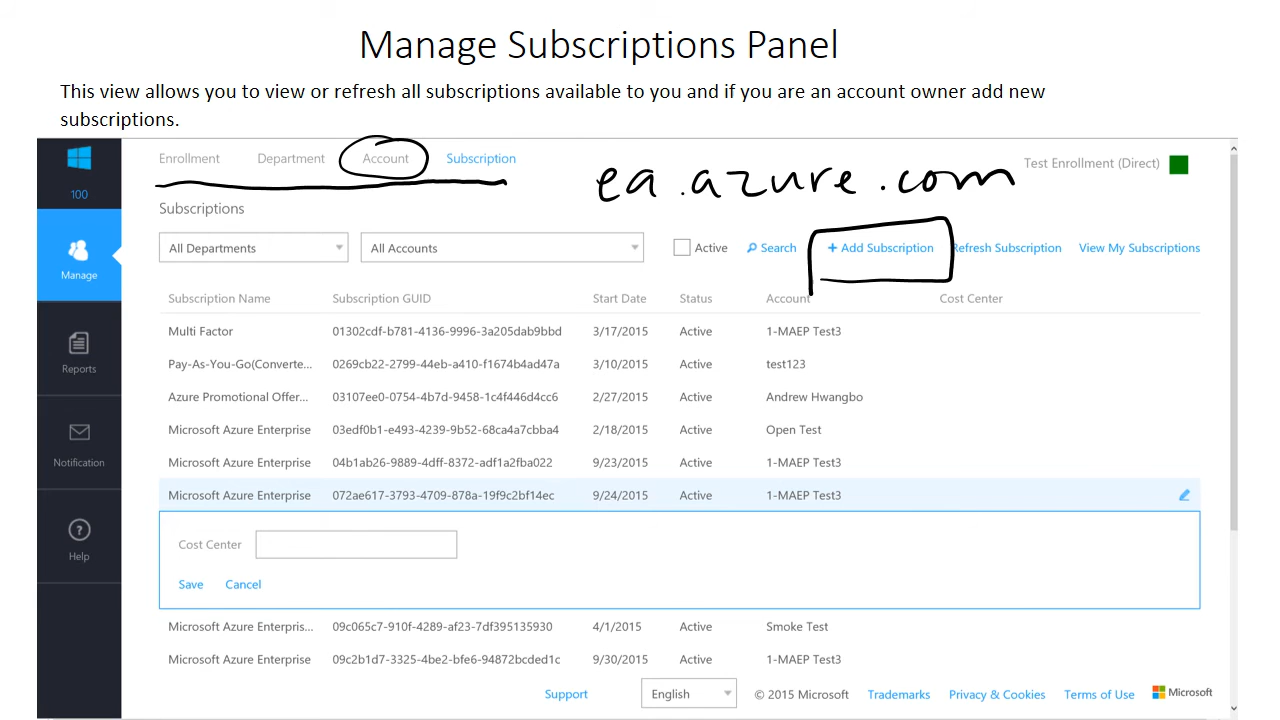 Manage Subscriptions Panel
This view allows you to view or refresh all subscriptions available to you and if you are an account owner add new
subscriptions.
Enrollment Department Account Subscription
Test Enrollment (Direct)
ea.azure.com
100
Subscriptions
All Departments All Accounts Active Search + Add Subscription Refresh Subscription View My Subscriptions
Manage
Subscription Name Subscription GUID Start Date Status Account Cost Center
Multi Factor 01302cdf-b781-4136-9996-3a205dab9bbd 3/17/2015 Active 1-MAEP Test3
Pay-As-You-Go(Converte... 0269cb22-2799-44eb-a410-f1674b4ad47a 3/10/2015 Active test123
Reports
Azure Promotional Offer... 03107ee0-0754-4b7d-9458-1c4f446d4cc6 2/27/2015 Active Andrew Hwangbo
Microsoft Azure Enterprise 03edf0b1-e493-4239-9b52-68ca4a7cbba4 2/18/2015 Active Open Test
Microsoft Azure Enterprise 04b1ab26-9889-4dff-8372-adf1a2fba022 9/23/2015 Active 1-MAEP Test3
Notification
Microsoft Azure Enterprise 072ae617-3793-4709-878a-19f9c2bf14ec 9/24/2015 Active 1-MAEP Test3
Cost Center
Help
Save Cancel
Microsoft Azure Enterpris... 09c065c7-910f-4289-af23-7df395135930 4/1/2015 Active Smoke Test
Microsoft Azure Enterprise 09c2b1d7-3325-4be2-bfe6-94872bcded1c 9/30/2015 Active 1-MAEP Test3
Support English © 2015 Microsoft Trademarks Privacy & Cookies Terms of Use Microsoft